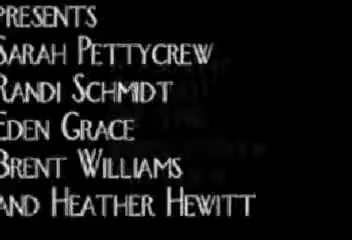 PRESENTS
SARAH PETTYCREW
RANDI SCHMIDT
EDEN GRACE
BRENT WILLIAMS
AND HEATHER HEWITT